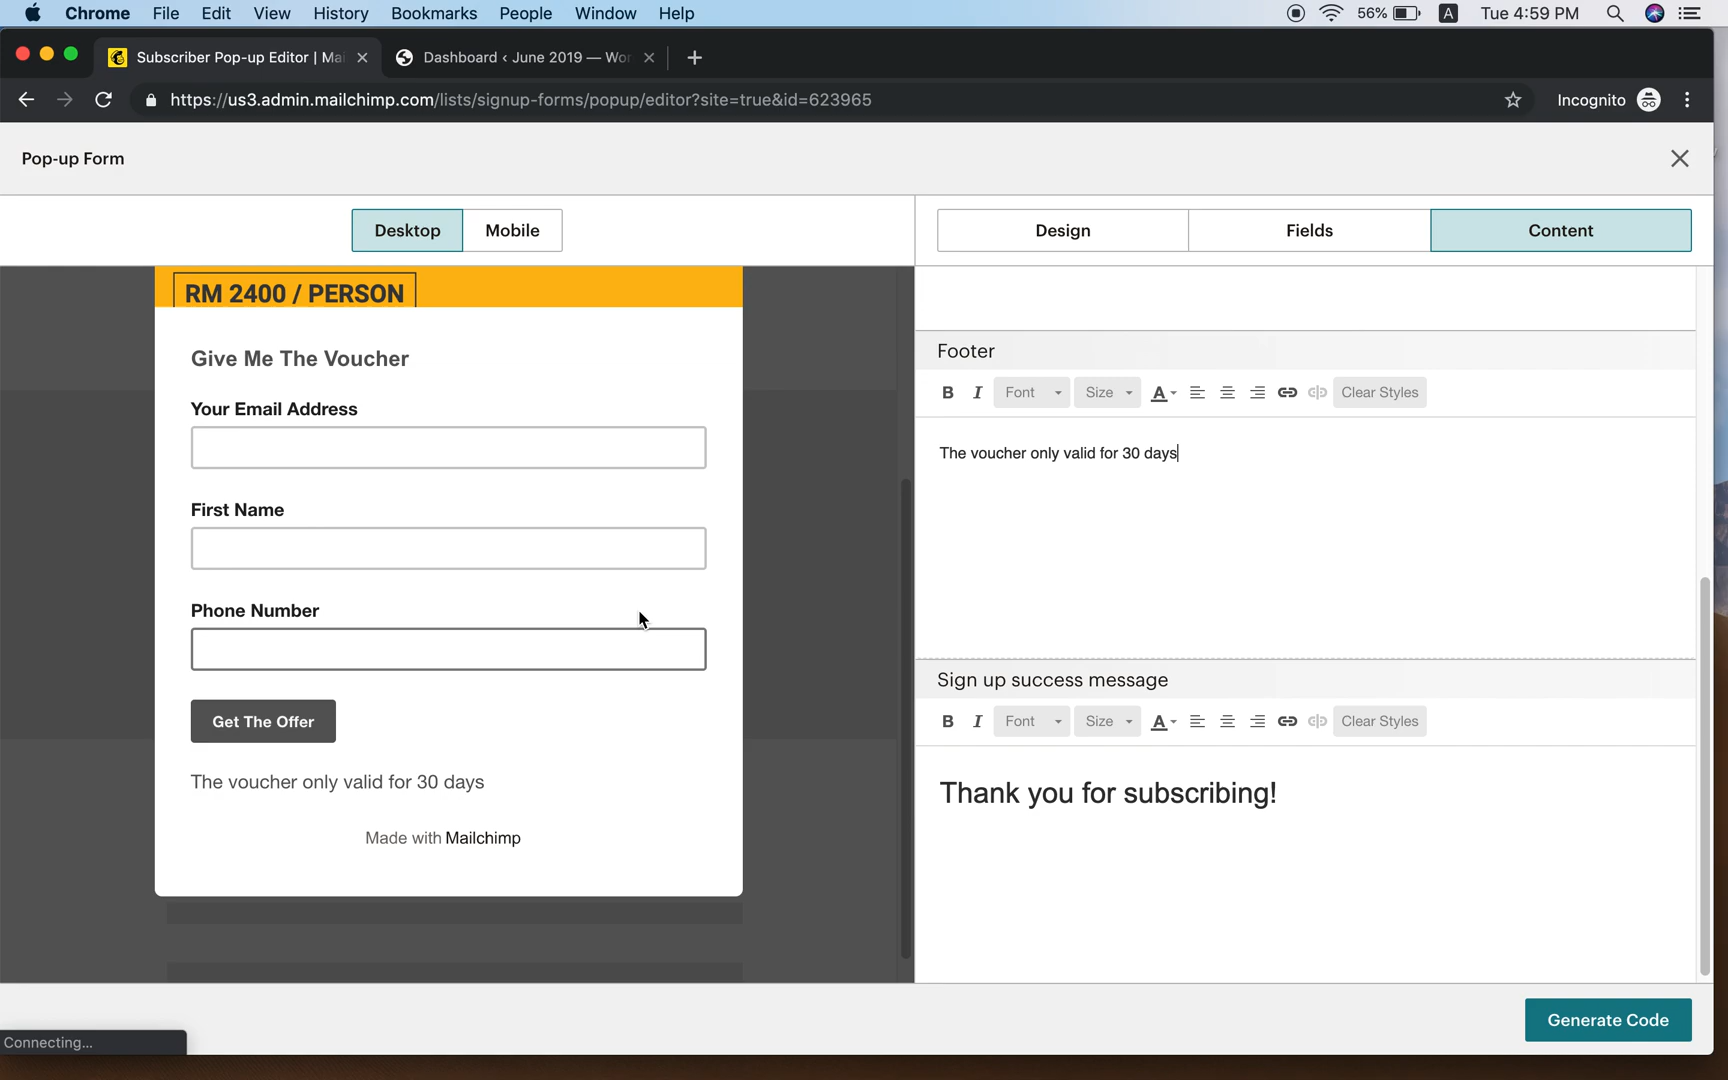 Chrome File Edit View History Bookmarks People Window Help 56% A Tue 4:59 PM
Subscriber Pop-up Editor | Mai Dashboard ‹ June 2019 — Wor
https://us3.admin.mailchimp.com/lists/signup-forms/popup/editor?site=true&id=623965 Incognito
Pop-up Form
Desktop Mobile Design Fields Content
RM 2400 / PERSON
Give Me The Voucher
Your Email Address
First Name
Phone Number
Get The Offer
The voucher only valid for 30 days
Made with Mailchimp
Footer
B I Font Size A Clear Styles
The voucher only valid for 30 days
Sign up success message
B I Font Size A Clear Styles
Thank you for subscribing!
Generate Code
Connecting...